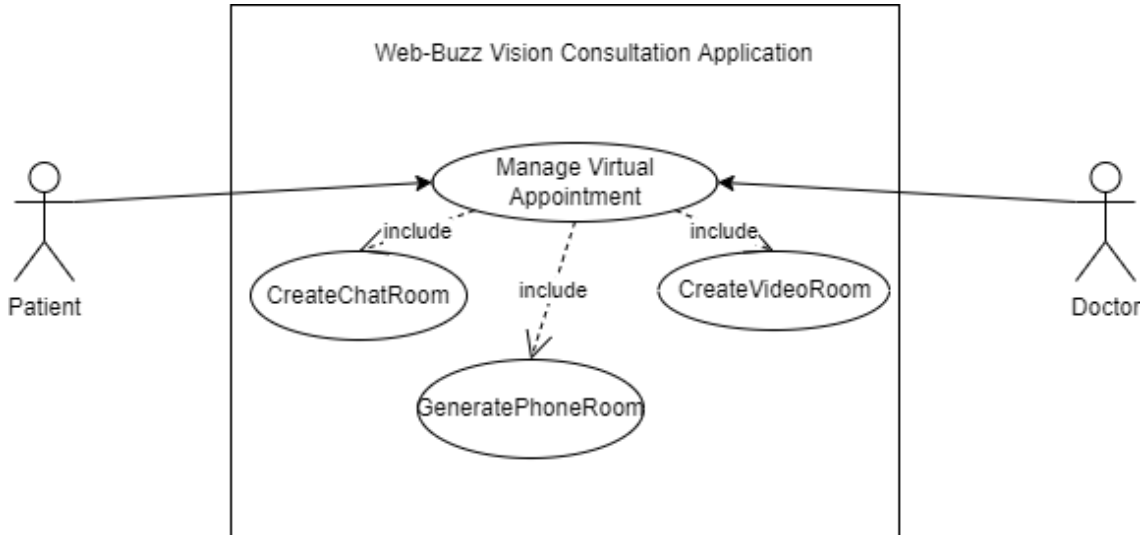 Web-Buzz Vision Consultation Application
Manage Virtual
Appointment
include
include
CreateChatRoom
include
CreateVideoRoom
Patient
Doctor
GeneratePhoneRoom